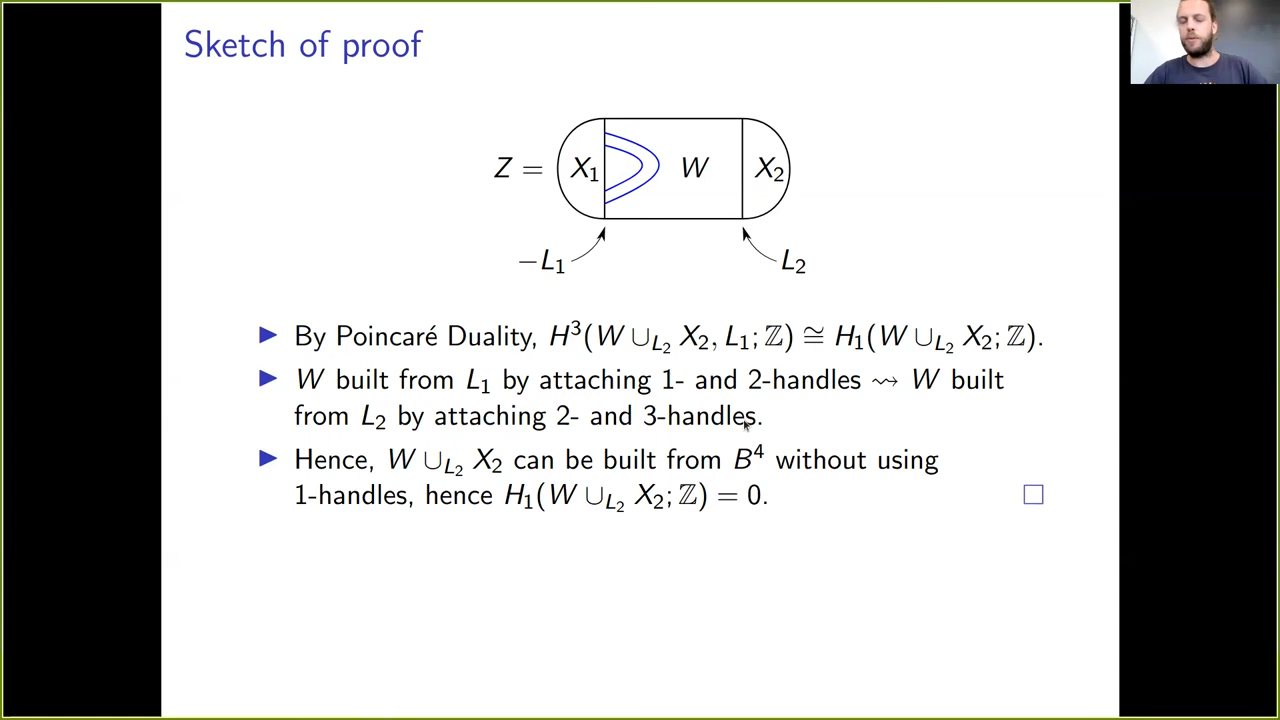 Sketch of proof
Z = X₁ W X₂
−L₁ L₂
▶ By Poincaré Duality, H³(W ∪_{L₂} X₂, L₁; ℤ) ≅ H₁(W ∪_{L₂} X₂; ℤ).
▶ W built from L₁ by attaching 1- and 2-handles ⇝ W built
from L₂ by attaching 2- and 3-handles.
▶ Hence, W ∪_{L₂} X₂ can be built from B⁴ without using
1-handles, hence H₁(W ∪_{L₂} X₂; ℤ) = 0. □